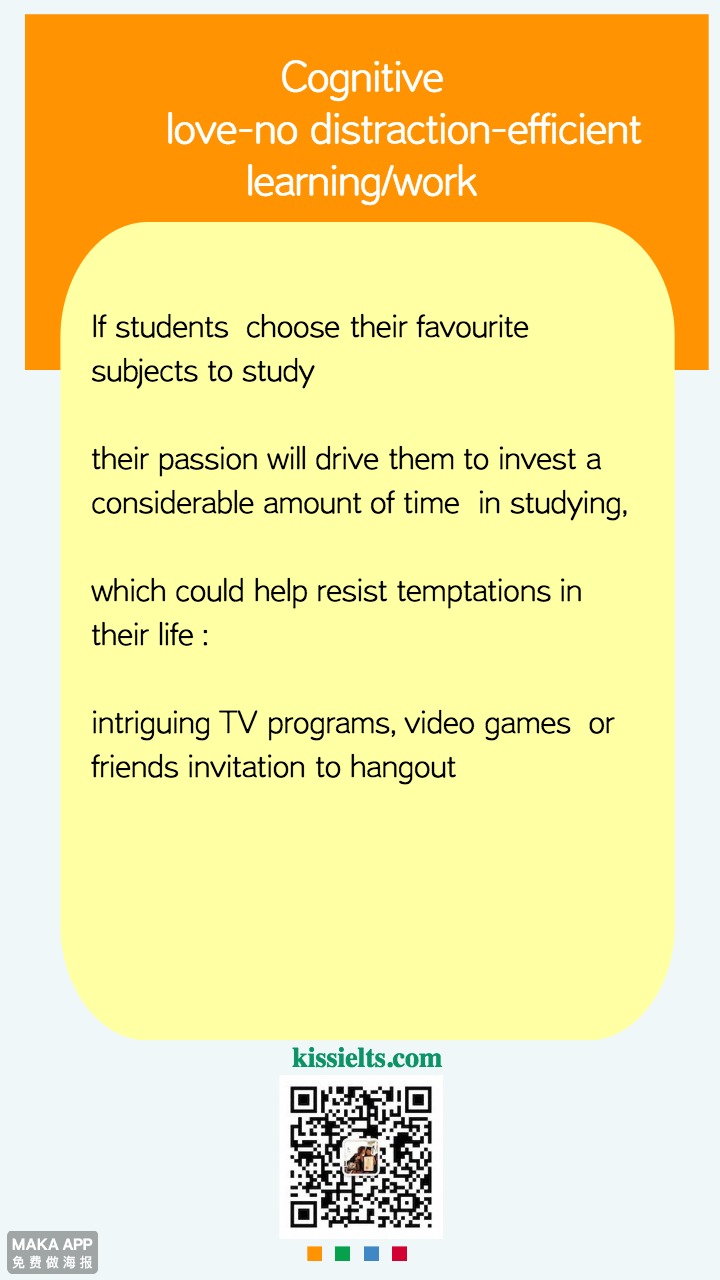 Cognitive
love-no distraction-efficient
learning/work
If students  choose their favourite
subjects to study
their passion will drive them to invest a
considerable amount of time  in studying,
which could help resist temptations in
their life :
intriguing TV programs, video games  or
friends invitation to hangout
kissielts.com
MAKA APP
免费做海报